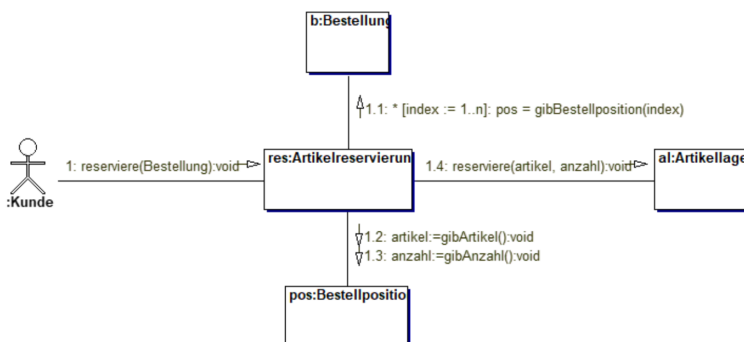 b:Bestellung
1.1: * [index := 1..n]: pos = gibBestellposition(index)
1: reserviere(Bestellung):void
res:Artikelreservierun
1.4: reserviere(artikel, anzahl):void
al:Artikellage
:Kunde
1.2: artikel:=gibArtikel():void
1.3: anzahl:=gibAnzahl():void
pos:Bestellpositio